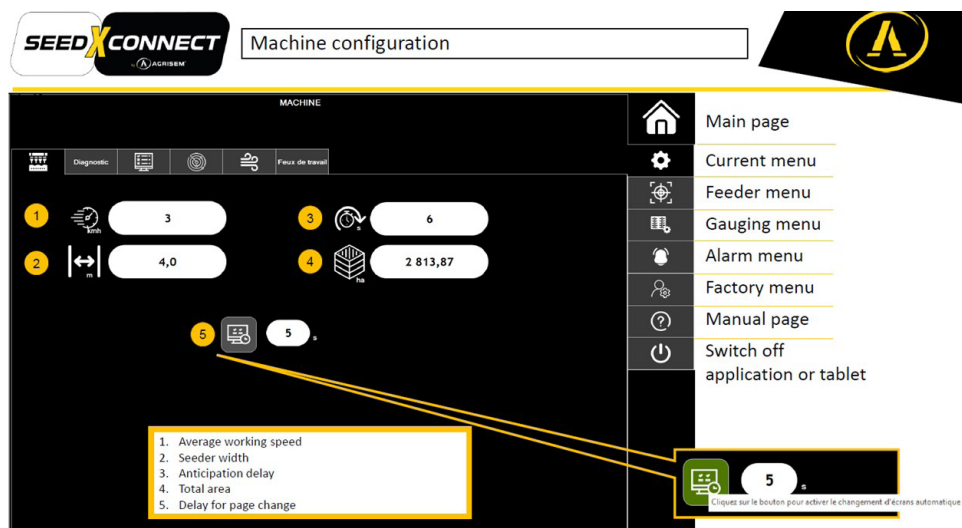 SEED X CONNECT
by AGRISEM
Machine configuration
MACHINE
Diagnostic
Feux de travail
1
kmh
3
3
s
6
2
m
4,0
4
ha
2 813,87
5
5
s
Main page
Current menu
Feeder menu
Gauging menu
Alarm menu
Factory menu
Manual page
Switch off
application or tablet
1. Average working speed
2. Seeder width
3. Anticipation delay
4. Total area
5. Delay for page change
5
s
Cliquez sur le bouton pour activer le changement d'écrans automatique